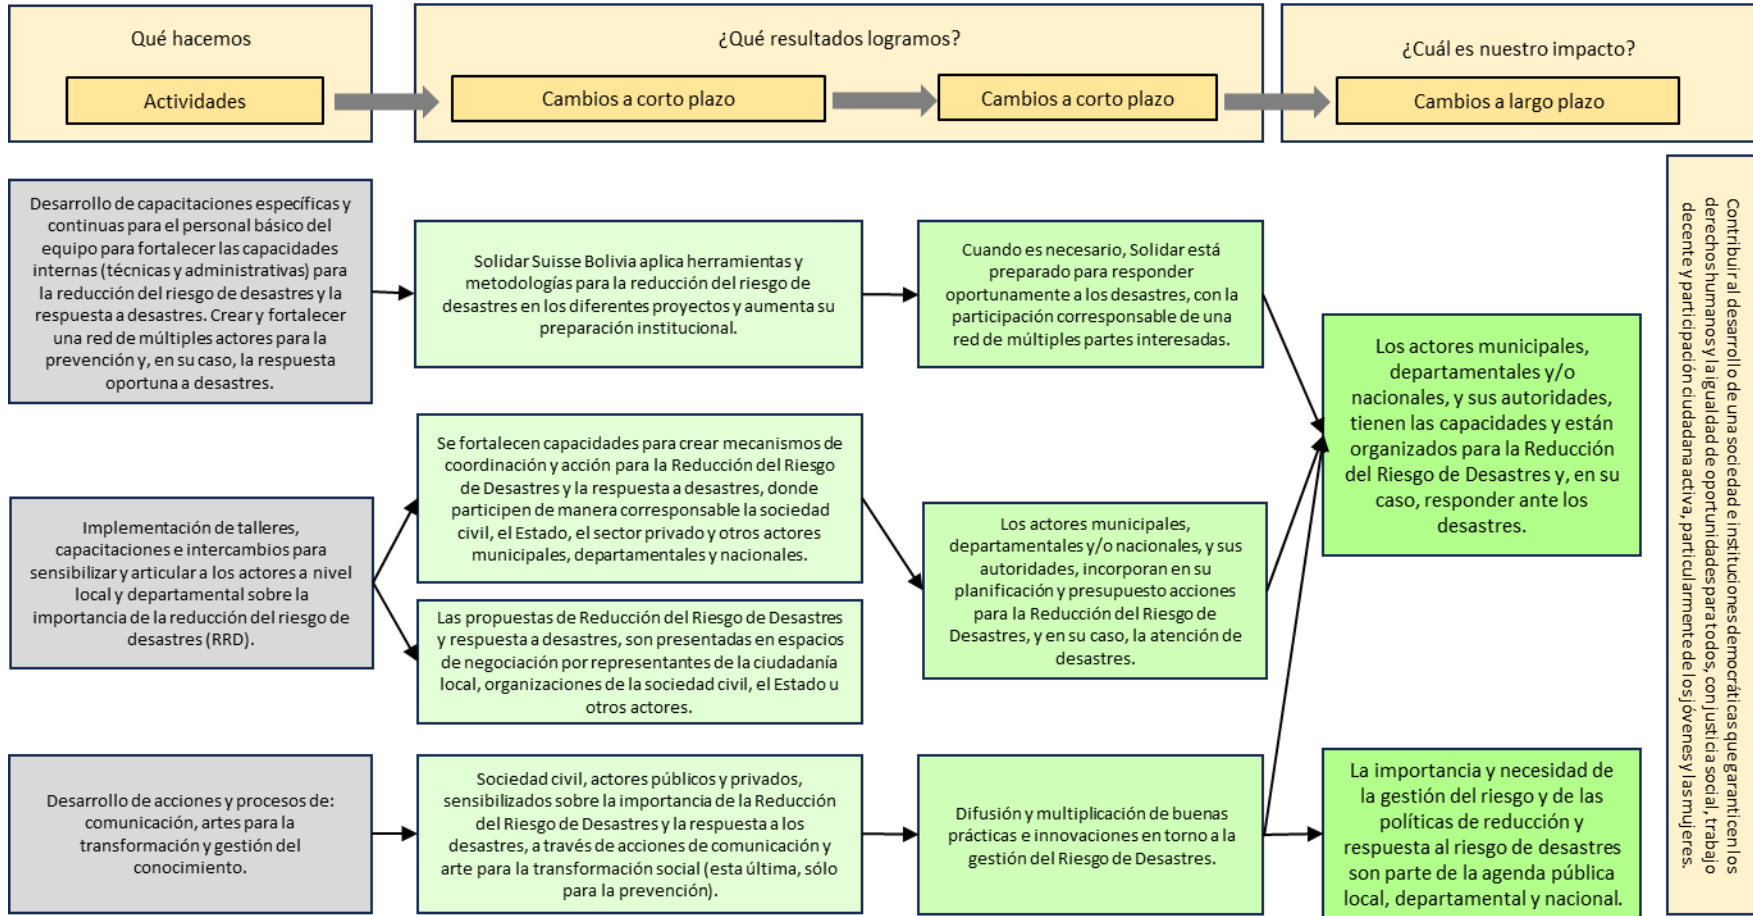 Qué hacemos
Actividades
¿Qué resultados logramos?
Cambios a corto plazo
Cambios a corto plazo
¿Cuál es nuestro impacto?
Cambios a largo plazo
Desarrollo de capacitaciones específicas y
continuas para el personal básico del
equipo para fortalecer las capacidades
internas (técnicas y administrativas) para
la reducción del riesgo de desastres y la
respuesta a desastres. Crear y fortalecer
una red de múltiples actores para la
prevención y, en su caso, la respuesta
oportuna a desastres.
Solidar Suisse Bolivia aplica herramientas y
metodologías para la reducción del riesgo de
desastres en los diferentes proyectos y aumenta su
preparación institucional.
Cuando es necesario, Solidar está
preparado para responder
oportunamente a los desastres, con la
participación corresponsable de una
red de múltiples partes interesadas.
Los actores municipales,
departamentales y/o
nacionales, y sus autoridades,
tienen las capacidades y están
organizados para la Reducción
del Riesgo de Desastres y, en su
caso, responder ante los
desastres.
Implementación de talleres,
capacitaciones e intercambios para
sensibilizar y articular a los actores a nivel
local y departamental sobre la
importancia de la reducción del riesgo de
desastres (RRD).
Se fortalecen capacidades para crear mecanismos de
coordinación y acción para la Reducción del Riesgo
de Desastres y la respuesta a desastres, donde
participen de manera corresponsable la sociedad
civil, el Estado, el sector privado y otros actores
municipales, departamentales y nacionales.
Las propuestas de Reducción del Riesgo de Desastres
y respuesta a desastres, son presentadas en espacios
de negociación por representantes de la ciudadanía
local, organizaciones de la sociedad civil, el Estado u
otros actores.
Los actores municipales,
departamentales y/o nacionales, y sus
autoridades, incorporan en su
planificación y presupuesto acciones
para la Reducción del Riesgo de
Desastres, y en su caso, la atención de
desastres.
Desarrollo de acciones y procesos de:
comunicación, artes para la
transformación y gestión del
conocimiento.
Sociedad civil, actores públicos y privados,
sensibilizados sobre la importancia de la Reducción
del Riesgo de Desastres y la respuesta a los
desastres, a través de acciones de comunicación y
arte para la transformación social (esta última, sólo
para la prevención).
Difusión y multiplicación de buenas
prácticas e innovaciones en torno a la
gestión del Riesgo de Desastres.
La importancia y necesidad de
la gestión del riesgo y de las
políticas de reducción y
respuesta al riesgo de desastres
son parte de la agenda pública
local, departamental y nacional.
Contribuir al desarrollo de una sociedad e instituciones democráticas que garanticen los
derechos humanos y la igualdad de oportunidades para todos, con justicia social, trabajo
decente y participación ciudadana activa, particularmente de los jóvenes y las mujeres.